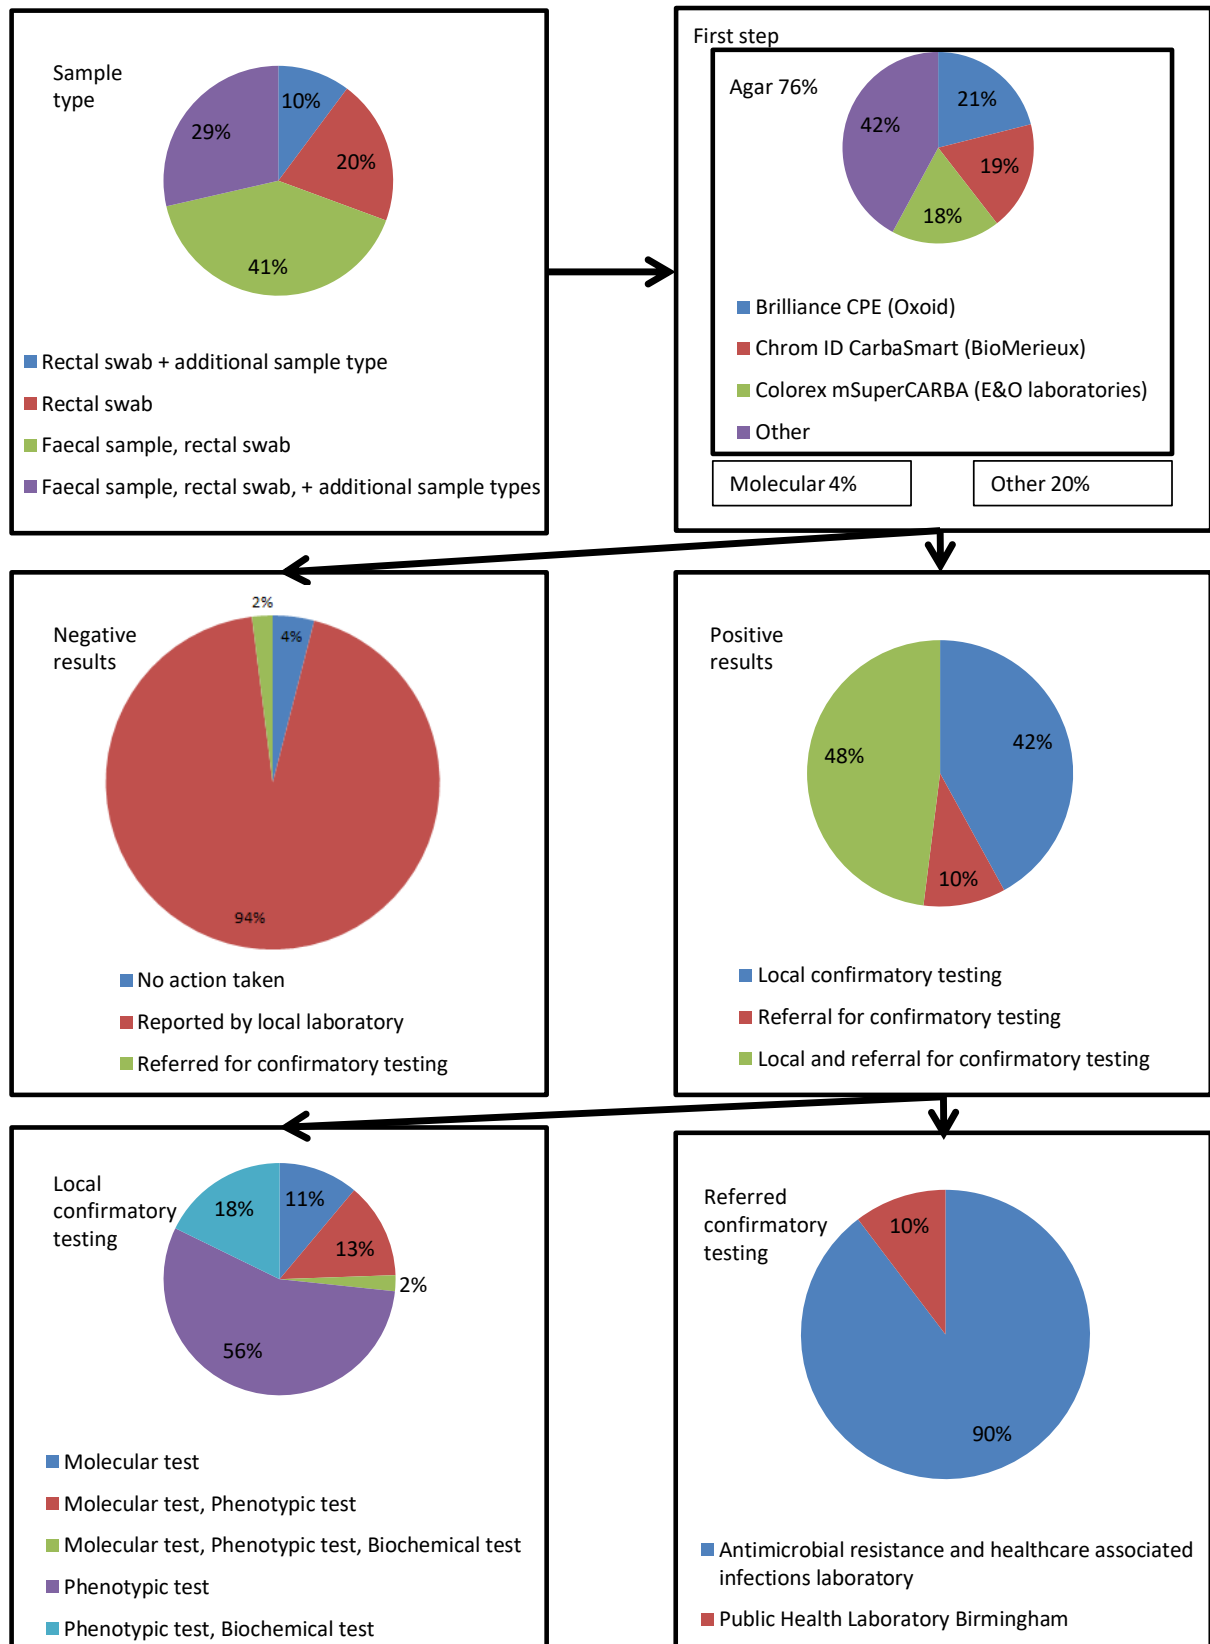 Sample
type
10%
20%
41%
29%
Rectal swab + additional sample type
Rectal swab
Faecal sample, rectal swab
Faecal sample, rectal swab, + additional sample types
First step
Agar 76%
21%
19%
18%
42%
Brilliance CPE (Oxoid)
Chrom ID CarbaSmart (BioMerieux)
Colorex mSuperCARBA (E&O laboratories)
Other
Molecular 4%
Other 20%
Negative
results
2%
4%
94%
No action taken
Reported by local laboratory
Referred for confirmatory testing
Positive
results
42%
10%
48%
Local confirmatory testing
Referral for confirmatory testing
Local and referral for confirmatory testing
Local
confirmatory
testing
11%
13%
2%
56%
18%
Molecular test
Molecular test, Phenotypic test
Molecular test, Phenotypic test, Biochemical test
Phenotypic test
Phenotypic test, Biochemical test
Referred
confirmatory
testing
10%
90%
Antimicrobial resistance and healthcare associated
infections laboratory
Public Health Laboratory Birmingham